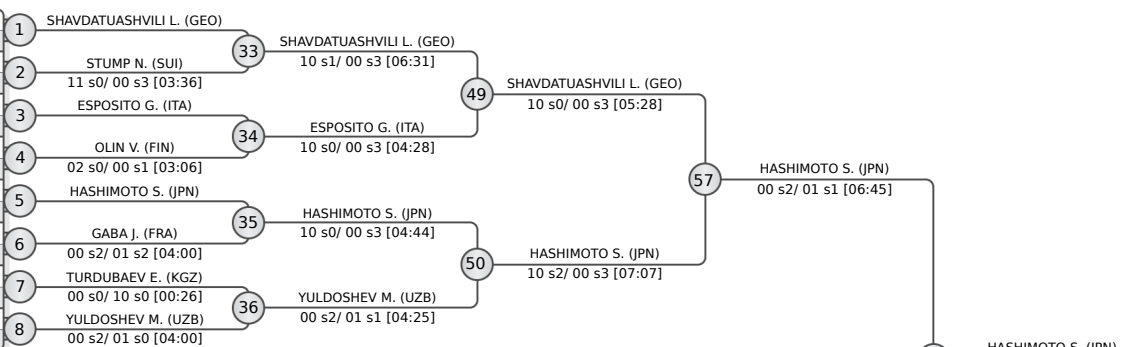 1
SHAVDATUASHVILI L. (GEO)
33
SHAVDATUASHVILI L. (GEO)
10 s1/ 00 s3 [06:31]
2
STUMP N. (SUI)
11 s0/ 00 s3 [03:36]
49
SHAVDATUASHVILI L. (GEO)
10 s0/ 00 s3 [05:28]
3
ESPOSITO G. (ITA)
34
ESPOSITO G. (ITA)
10 s0/ 00 s3 [04:28]
4
OLIN V. (FIN)
02 s0/ 00 s1 [03:06]
57
HASHIMOTO S. (JPN)
00 s2/ 01 s1 [06:45]
5
HASHIMOTO S. (JPN)
35
HASHIMOTO S. (JPN)
10 s0/ 00 s3 [04:44]
6
GABA J. (FRA)
00 s2/ 01 s2 [04:00]
50
HASHIMOTO S. (JPN)
10 s2/ 00 s3 [07:07]
7
TURDUBAEV E. (KGZ)
00 s0/ 10 s0 [00:26]
36
YULDOSHEV M. (UZB)
00 s2/ 01 s1 [04:25]
8
YULDOSHEV M. (UZB)
00 s2/ 01 s0 [04:00]
HASHIMOTO S. (JPN)